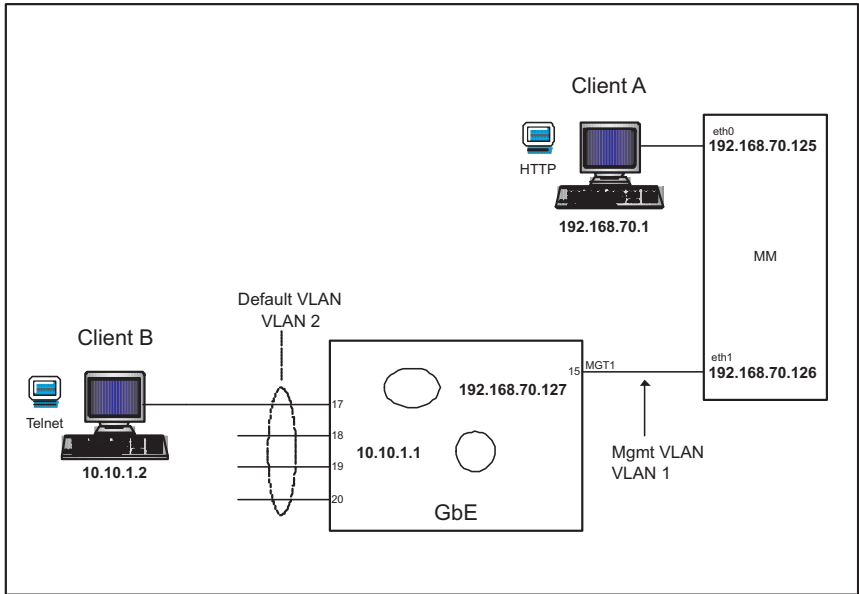 Client A
HTTP
192.168.70.1
eth0
192.168.70.125
MM
eth1
192.168.70.126
Default VLAN
VLAN 2
Client B
Telnet
10.10.1.2
17
18
19
20
10.10.1.1
192.168.70.127
15
MGT1
GbE
Mgmt VLAN
VLAN 1